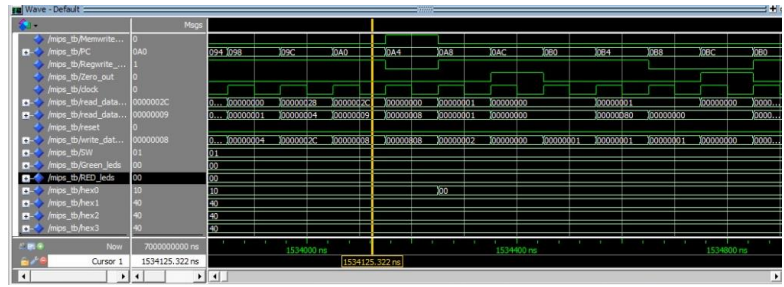 Wave - Default
Msgs
/mips_tb/Memwrite... 0
/mips_tb/PC 0A0 094 098 09C 0A0 0A4 0A8 0AC 0B0 0B4 0B8 0BC 0B0
/mips_tb/Regwrite_... 1
/mips_tb/Zero_out 0
/mips_tb/clock 0
/mips_tb/read_data... 0000002C 0... 00000000 00000028 0000002C 00000000 00000001 00000000 00000001 00000000 0000...
/mips_tb/read_data... 00000009 0... 00000001 00000004 00000009 00000008 00000001 00000000 00000080 00000000 0000...
/mips_tb/reset 0
/mips_tb/write_dat... 00000008 0... 00000004 0000002C 00000008 00000808 00000002 00000000 00000001 00000001 00000001 00000000 0000...
/mips_tb/SW 01 01
/mips_tb/Green_leds 00 00
/mips_tb/RED_leds 00 00
/mips_tb/hex0 10 10 00
/mips_tb/hex1 40 40
/mips_tb/hex2 40 40
/mips_tb/hex3 40 40
Now 7000000000 ns 1534000 ns 1534400 ns 1534800 ns
Cursor 1 1534125.322 ns 1534125.322 ns